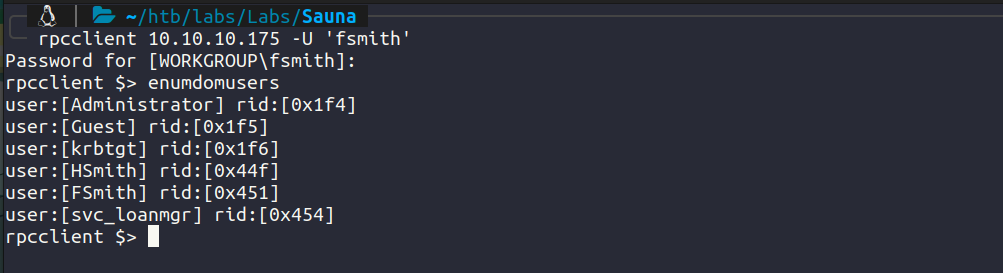 ~/htb/labs/Labs/Sauna
rpcclient 10.10.10.175 -U 'fsmith'
Password for [WORKGROUP\fsmith]:
rpcclient $> enumdomusers
user:[Administrator] rid:[0x1f4]
user:[Guest] rid:[0x1f5]
user:[krbtgt] rid:[0x1f6]
user:[HSmith] rid:[0x44f]
user:[FSmith] rid:[0x451]
user:[svc_loanmgr] rid:[0x454]
rpcclient $>